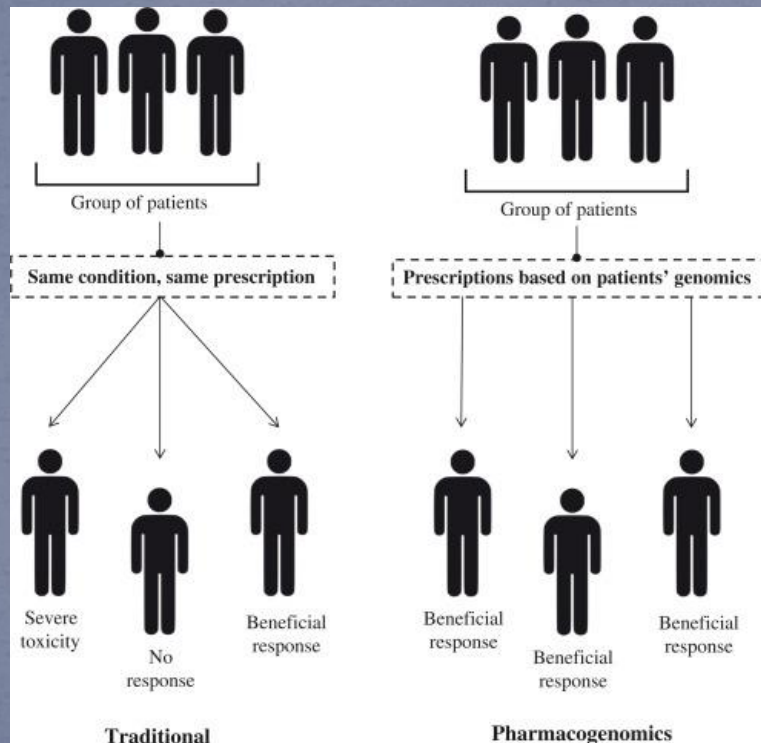 Group of patients
Same condition, same prescription
Severe
toxicity
No
response
Beneficial
response
Traditional
Group of patients
Prescriptions based on patients’ genomics
Beneficial
response
Beneficial
response
Beneficial
response
Pharmacogenomics